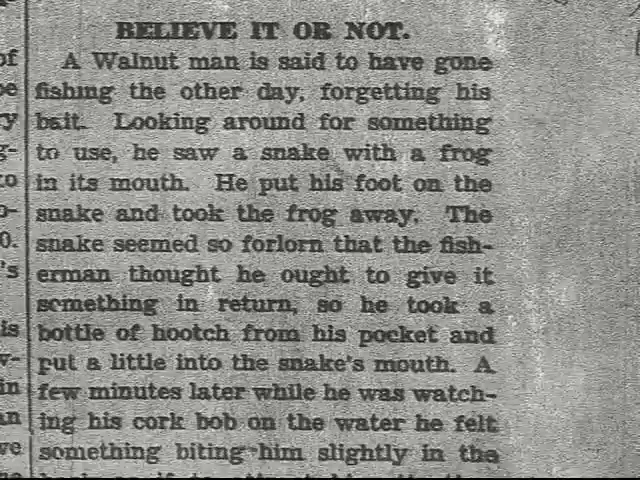 BELIEVE IT OR NOT.
of A Walnut man is said to have gone
fishing the other day, forgetting his
bait. Looking around for something
to use, he saw a snake with a frog
to in its mouth. He put his foot on the
snake and took the frog away. The
0. snake seemed so forlorn that the fish-
's erman thought he ought to give it
something in return, so he took a
is bottle of hootch from his pocket and
put a little into the snake's mouth. A
in few minutes later while he was watch-
an ing his cork bob on the water he felt
ve something biting him slightly in the